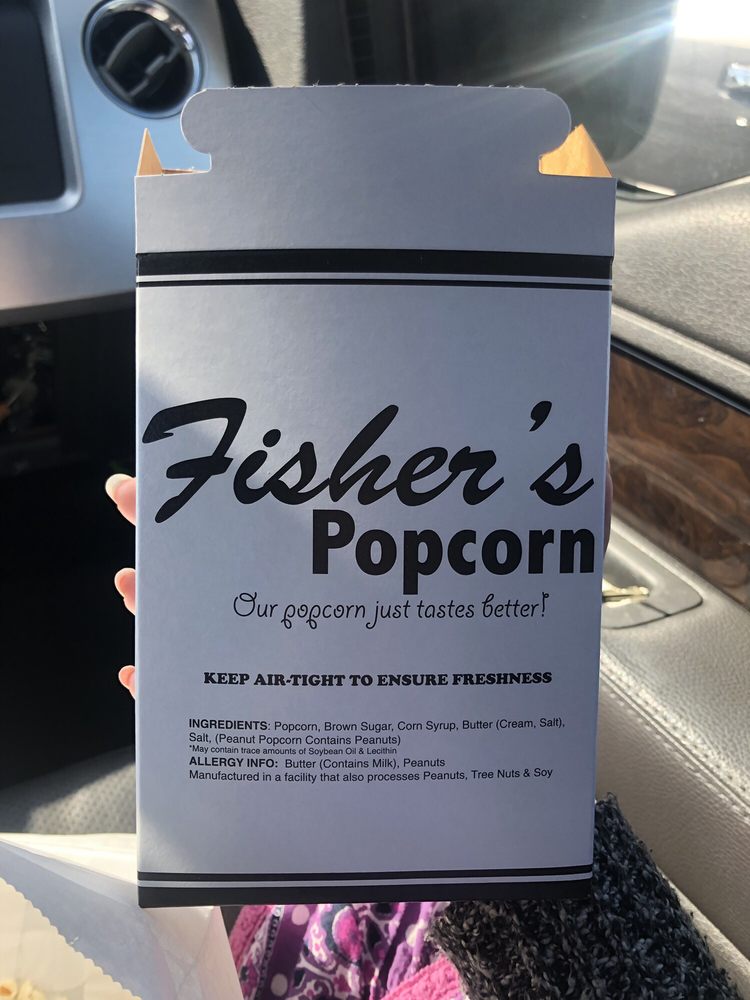 Fisher's
Popcorn
Our popcorn just tastes better!
KEEP AIR-TIGHT TO ENSURE FRESHNESS
INGREDIENTS: Popcorn, Brown Sugar, Corn Syrup, Butter (Cream, Salt),
Salt, (Peanut Popcorn Contains Peanuts)
*May contain trace amounts of Soybean Oil & Lecithin
ALLERGY INFO: Butter (Contains Milk), Peanuts
Manufactured in a facility that also processes Peanuts, Tree Nuts & Soy